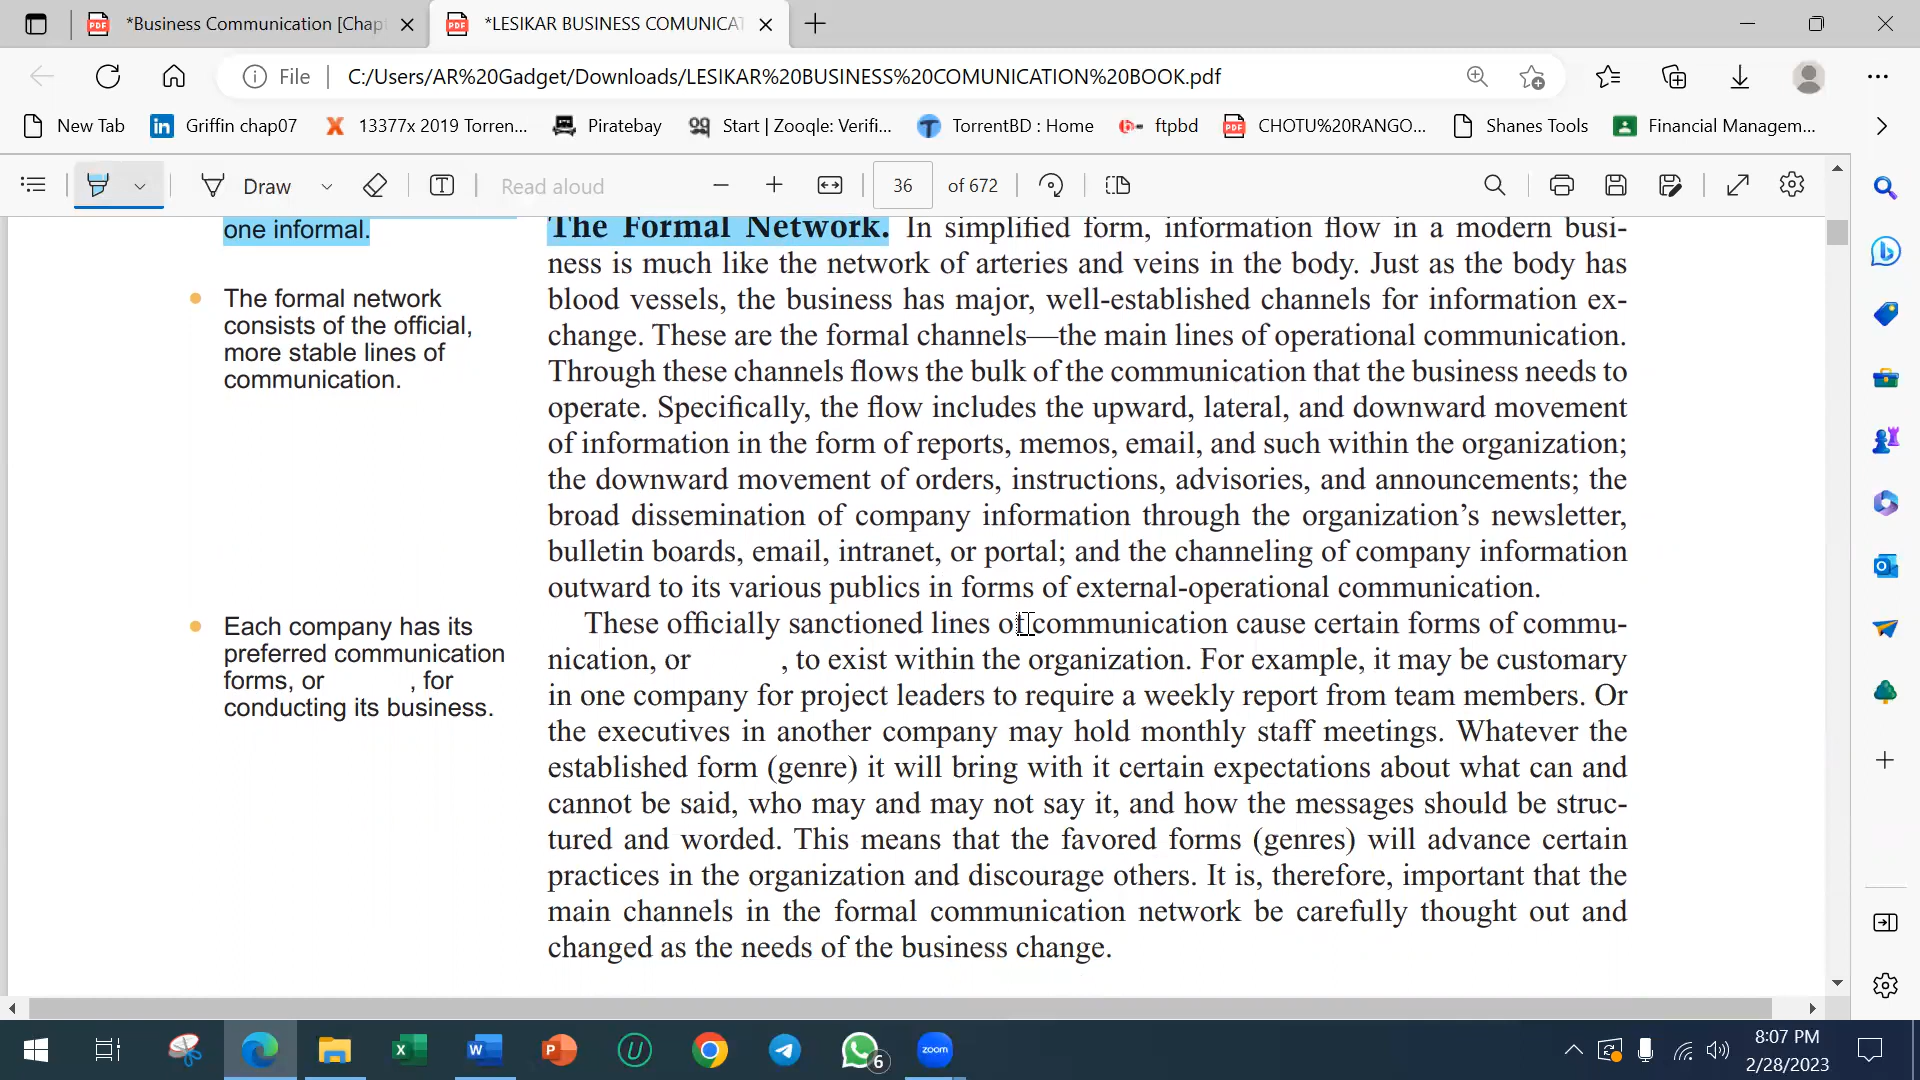 *Business Communication [Chap
*LESIKAR BUSINESS COMUNICAT
File
C:/Users/AR%20Gadget/Downloads/LESIKAR%20BUSINESS%20COMUNICATION%20BOOK.pdf
New Tab
Griffin chap07
13377x 2019 Torren...
Piratebay
Start | Zooqle: Verifi...
TorrentBD : Home
ftpbd
CHOTU%20RANGO...
Shanes Tools
Financial Managem...
Draw
Read aloud
36
of 672
one informal.
The formal network
consists of the official,
more stable lines of
communication.
Each company has its
preferred communication
forms, or , for
conducting its business.
The Formal Network. In simplified form, information flow in a modern busi-
ness is much like the network of arteries and veins in the body. Just as the body has
blood vessels, the business has major, well-established channels for information ex-
change. These are the formal channels—the main lines of operational communication.
Through these channels flows the bulk of the communication that the business needs to
operate. Specifically, the flow includes the upward, lateral, and downward movement
of information in the form of reports, memos, email, and such within the organization;
the downward movement of orders, instructions, advisories, and announcements; the
broad dissemination of company information through the organization's newsletter,
bulletin boards, email, intranet, or portal; and the channeling of company information
outward to its various publics in forms of external-operational communication.
These officially sanctioned lines of communication cause certain forms of commu-
nication, or , to exist within the organization. For example, it may be customary
in one company for project leaders to require a weekly report from team members. Or
the executives in another company may hold monthly staff meetings. Whatever the
established form (genre) it will bring with it certain expectations about what can and
cannot be said, who may and may not say it, and how the messages should be struc-
tured and worded. This means that the favored forms (genres) will advance certain
practices in the organization and discourage others. It is, therefore, important that the
main channels in the formal communication network be carefully thought out and
changed as the needs of the business change.
zoom
6
8:07 PM
2/28/2023